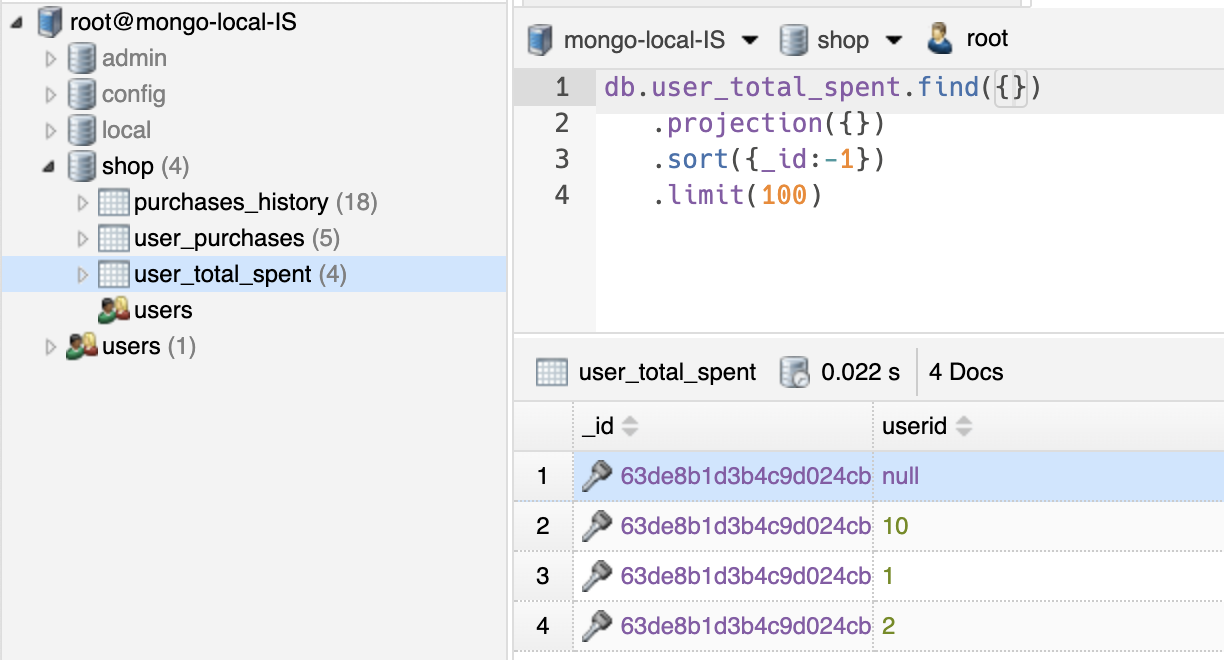 root@mongo-local-IS
admin
config
local
shop (4)
purchases_history (18)
user_purchases (5)
user_total_spent (4)
users
users (1)
mongo-local-IS shop root
1 db.user_total_spent.find({})
2 .projection({})
3 .sort({_id:-1})
4 .limit(100)
user_total_spent 0.022 s 4 Docs
_id userid
1 63de8b1d3b4c9d024cb null
2 63de8b1d3b4c9d024cb 10
3 63de8b1d3b4c9d024cb 1
4 63de8b1d3b4c9d024cb 2